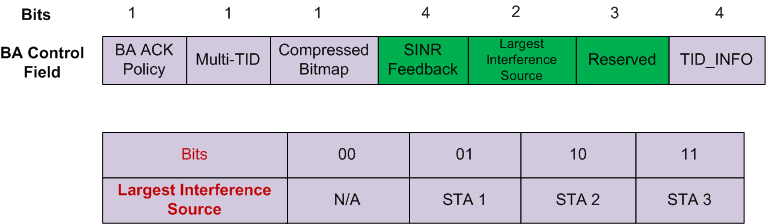 Bits 1 1 1 4 2 3 4
BA Control Field BA ACK Policy Multi-TID Compressed Bitmap SINR Feedback Largest Interference Source Reserved TID_INFO
Bits 00 01 10 11
Largest Interference Source N/A STA 1 STA 2 STA 3